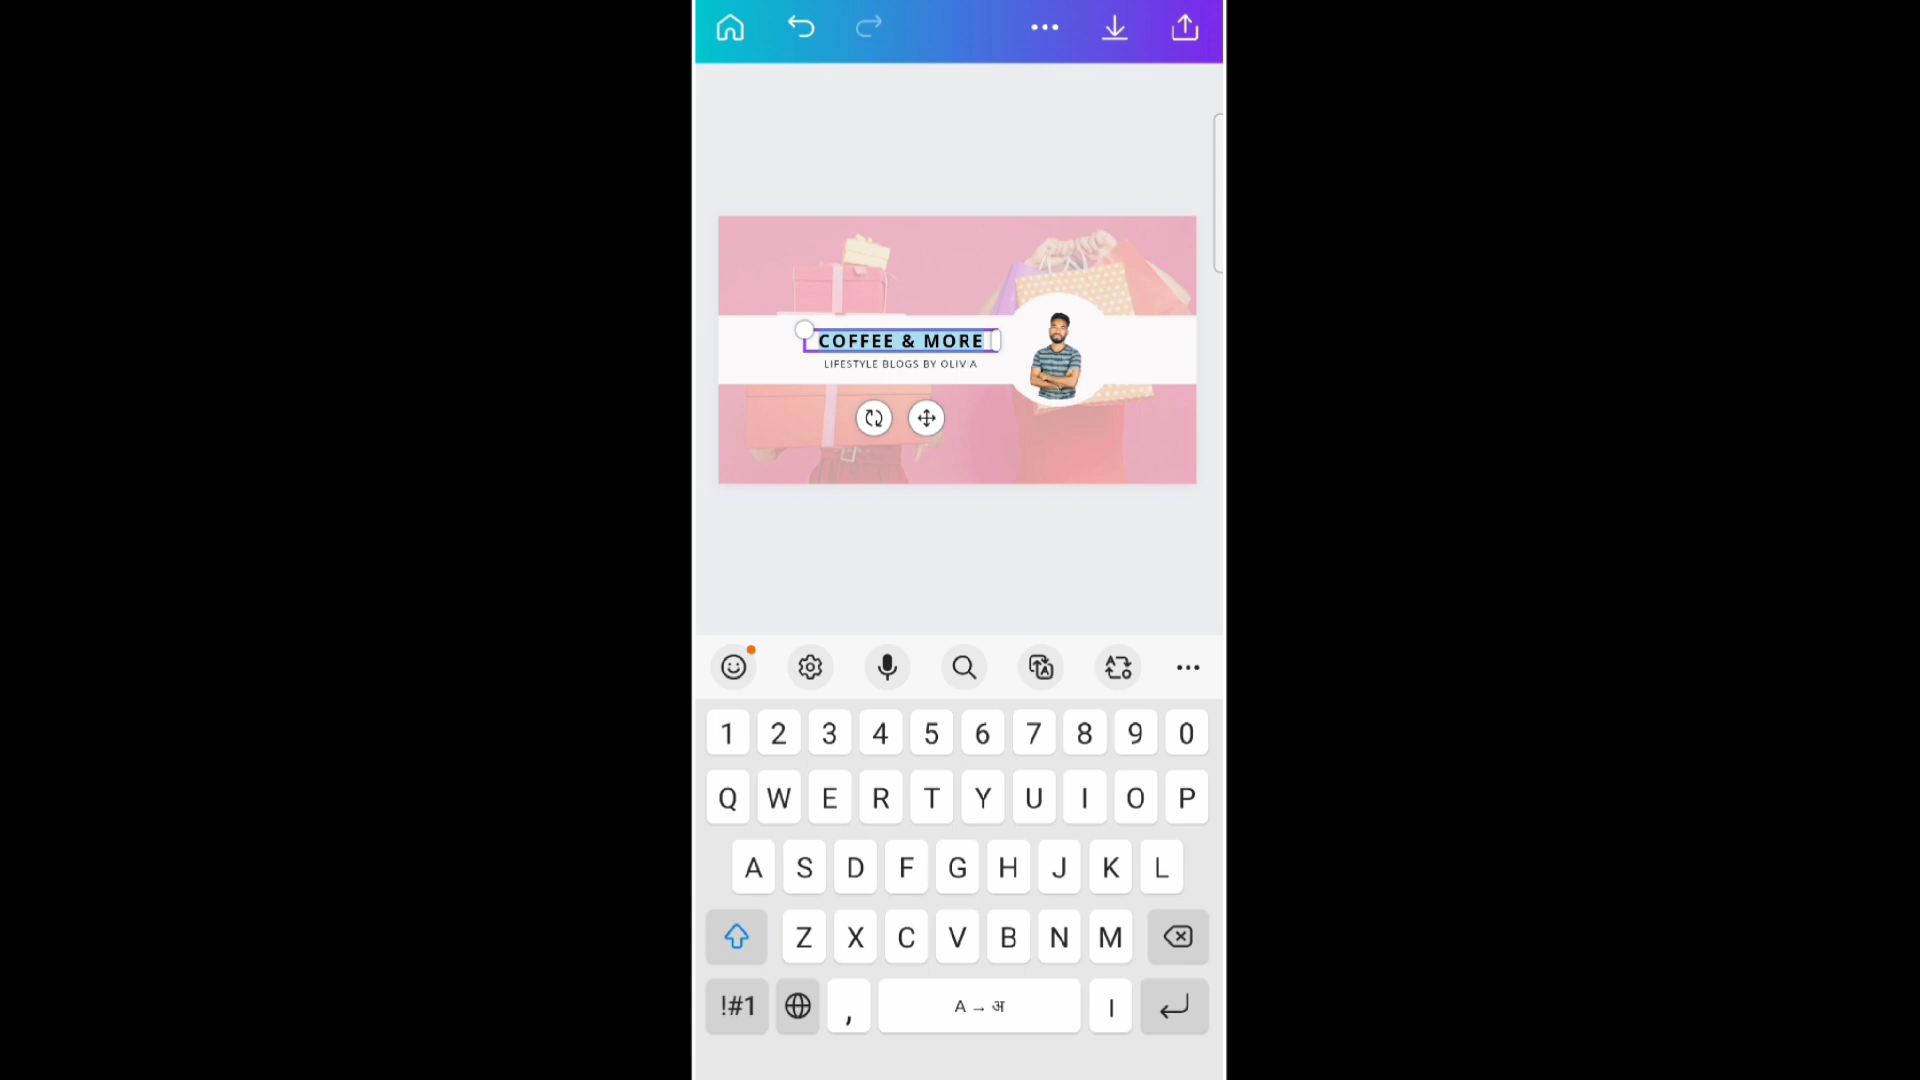 COFFEE & MORE
LIFESTYLE BLOGS BY OLIV A
1 2 3 4 5 6 7 8 9 0
Q W E R T Y U I O P
A S D F G H J K L
Z X C V B N M
!#1 , A → अ ।